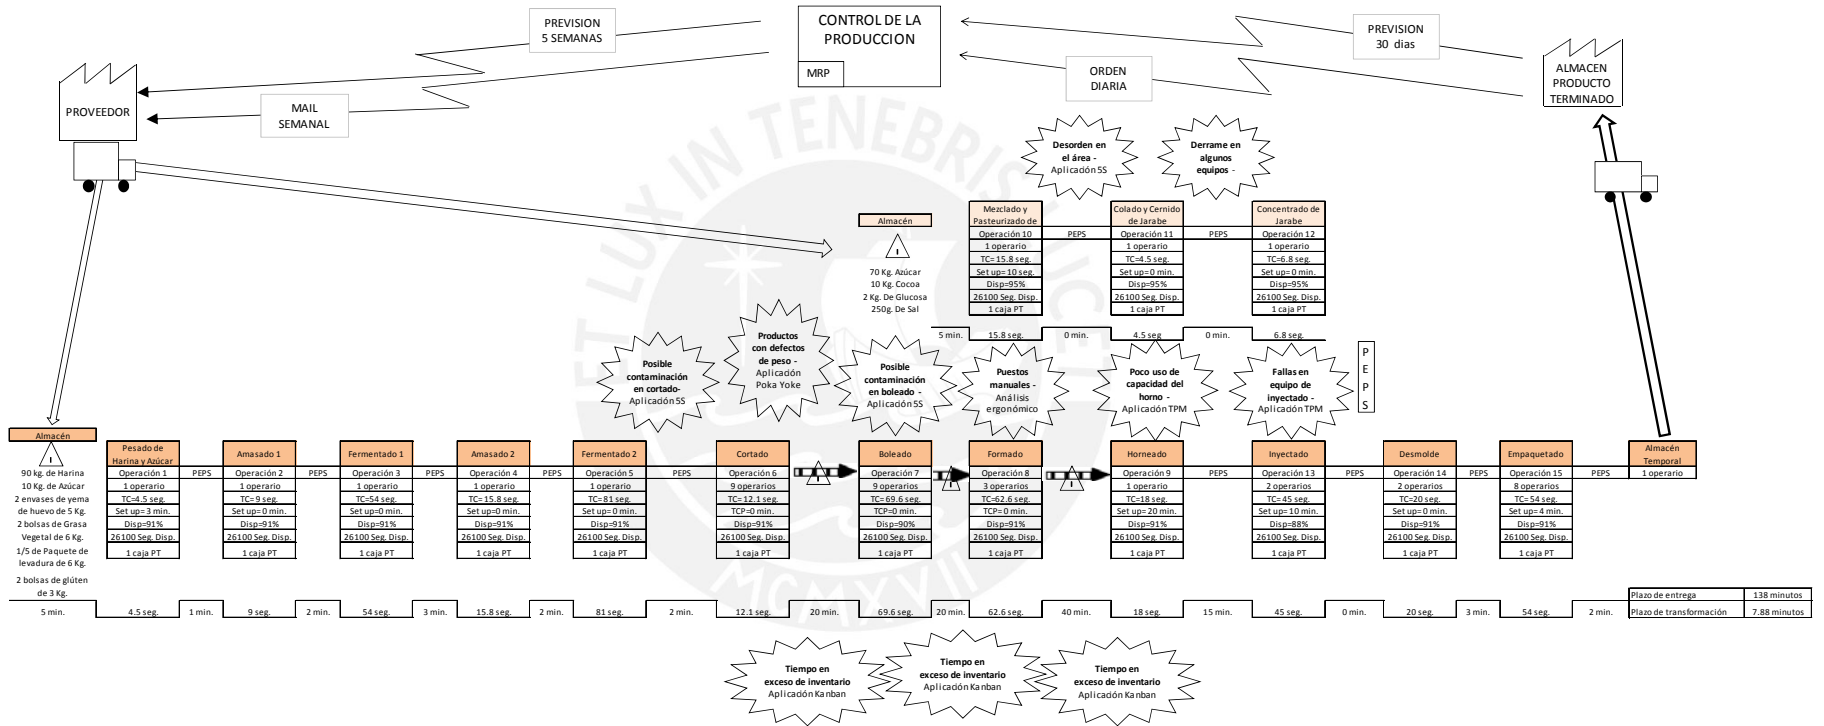 PREVISION
5 SEMANAS
CONTROL DE LA
PRODUCCION
MRP
PREVISION
30 dias
ORDEN
DIARIA
PROVEEDOR
MAIL
SEMANAL
ALMACEN
PRODUCTO
TERMINADO
ET LUX IN TENEBRIS LUCET
MCMXVII
Desorden en
el área -
Aplicación 5S
Derrame en
algunos
equipos -
Almacén
I
70 Kg. Azúcar
10 Kg. Cocoa
2 Kg. De Glucosa
250g. De Sal
Mezclado y
Pasteurizado de
Operación 10
1 operario
TC= 15.8 seg.
Set up= 10 seg.
Disp=95%
26100 Seg. Disp.
1 caja PT
PEPS
Colado y Cernido
de Jarabe
Operación 11
1 operario
TC=4.5 seg.
Set up=0 min.
Disp=95%
26100 Seg. Disp.
1 caja PT
PEPS
Concentrado de
Jarabe
Operación 12
1 operario
TC=6.8 seg.
Set up=0 min.
Disp=95%
26100 Seg. Disp.
1 caja PT
5 min. 15.8 seg. 0 min. 4.5 seg 0 min. 6.8 seg.
Posible
contaminación
en cortado-
Aplicación 5S
Productos
con defectos
de peso -
Aplicación
Poka Yoke
Posible
contaminación
en boleado -
Aplicación 5S
Puestos
manuales -
Análisis
ergonómico
Poco uso de
capacidad del
horno -
Aplicación TPM
Fallas en
equipo de
inyectado -
Aplicación TPM
P
E
P
S
Almacén
I
90 kg. de Harina
10 Kg. de Azúcar
2 envases de yema
de huevo de 5 Kg.
2 bolsas de Grasa
Vegetal de 6 Kg.
1/5 de Paquete de
levadura de 6 Kg.
2 bolsas de glúten
de 3 Kg.
Pesado de
Harina y Azúcar
Operación 1
1 operario
TC=4.5 seg.
Set up= 3 min.
Disp=91%
26100 Seg. Disp.
1 caja PT
PEPS
Amasado 1
Operación 2
1 operario
TC= 9 seg.
Set up= 0 min.
Disp=91%
26100 Seg. Disp.
1 caja PT
PEPS
Fermentado 1
Operación 3
1 operario
TC=54 seg.
Set up=0 min.
Disp=91%
26100 Seg. Disp.
1 caja PT
PEPS
Amasado 2
Operación 4
1 operario
TC= 15.8 seg.
Set up=0 min.
Disp=91%
26100 Seg. Disp.
1 caja PT
PEPS
Fermentado 2
Operación 5
1 operario
TC= 81 seg.
Set up= 0 min.
Disp=91%
26100 Seg. Disp.
1 caja PT
PEPS
Cortado
Operación 6
9 operarios
TC= 12.1 seg.
TCP=0 min.
Disp=91%
26100 Seg. Disp.
1 caja PT
I
Boleado
Operación 7
9 operarios
TC= 69.6 seg.
TCP=0 min.
Disp=90%
26100 Seg. Disp.
1 caja PT
I
Formado
Operación 8
3 operarios
TC=62.6 seg.
TCP= 0 min.
Disp=91%
26100 Seg. Disp.
1 caja PT
I
Horneado
Operación 9
1 operario
TC=18 seg.
Set up= 20 min.
Disp=91%
26100 Seg. Disp.
1 caja PT
PEPS
Inyectado
Operación 13
2 operarios
TC= 45 seg.
Set up= 10 min.
Disp=88%
26100 Seg. Disp.
1 caja PT
PEPS
Desmolde
Operación 14
2 operarios
TC=20 seg.
Set up= 0 min.
Disp=91%
26100 Seg. Disp.
1 caja PT
PEPS
Empaquetado
Operación 15
8 operarios
TC= 54 seg.
Set up= 4 min.
Disp=91%
26100 Seg. Disp.
1 caja PT
PEPS
Almacén
Temporal
1 operario
5 min. 4.5 seg. 1 min. 9 seg. 2 min. 54 seg. 3 min. 15.8 seg. 2 min. 81 seg. 2 min. 12.1 seg. 20 min. 69.6 seg. 20 min. 62.6 seg. 40 min. 18 seg. 15 min. 45 seg. 0 min. 20 seg. 3 min. 54 seg. 2 min.
Plazo de entrega 138 minutos
Plazo de transformación 7.88 minutos
Tiempo en
exceso de inventario
Aplicación Kanban
Tiempo en
exceso de inventario
Aplicación Kanban
Tiempo en
exceso de inventario
Aplicación Kanban